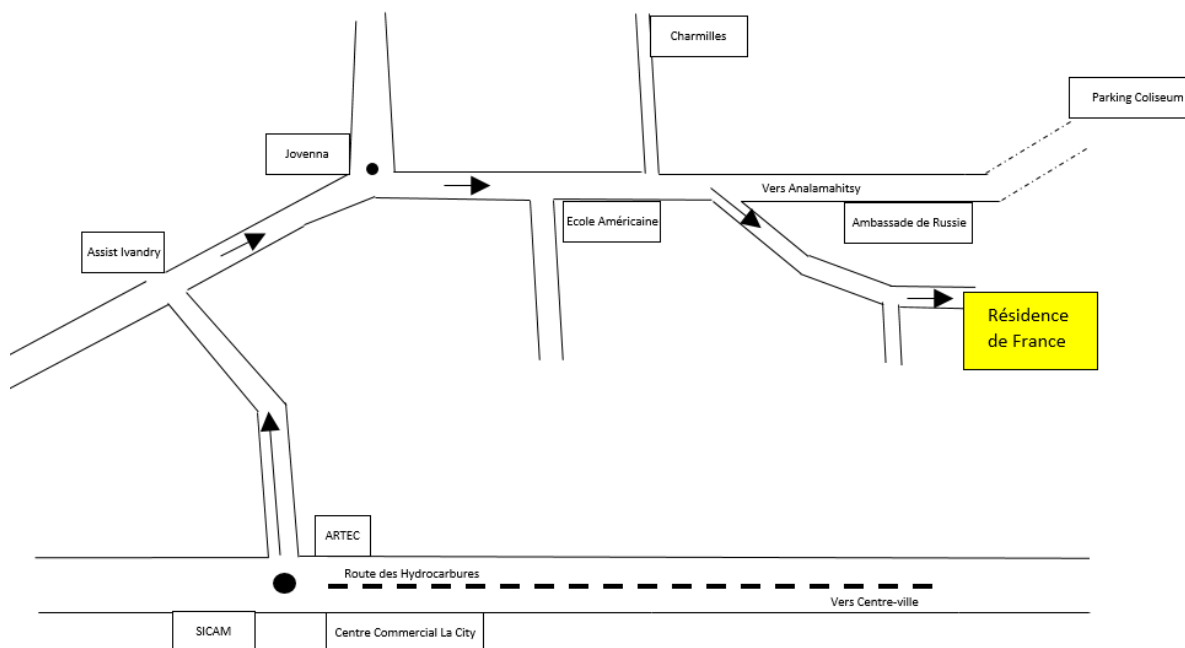 Charmilles
Parking Coliseum
Jovenna
Vers Analamahitsy
Ecole Américaine
Ambassade de Russie
Assist Ivandry
Résidence
de France
ARTEC
Route des Hydrocarbures
Vers Centre-ville
SICAM
Centre Commercial La City